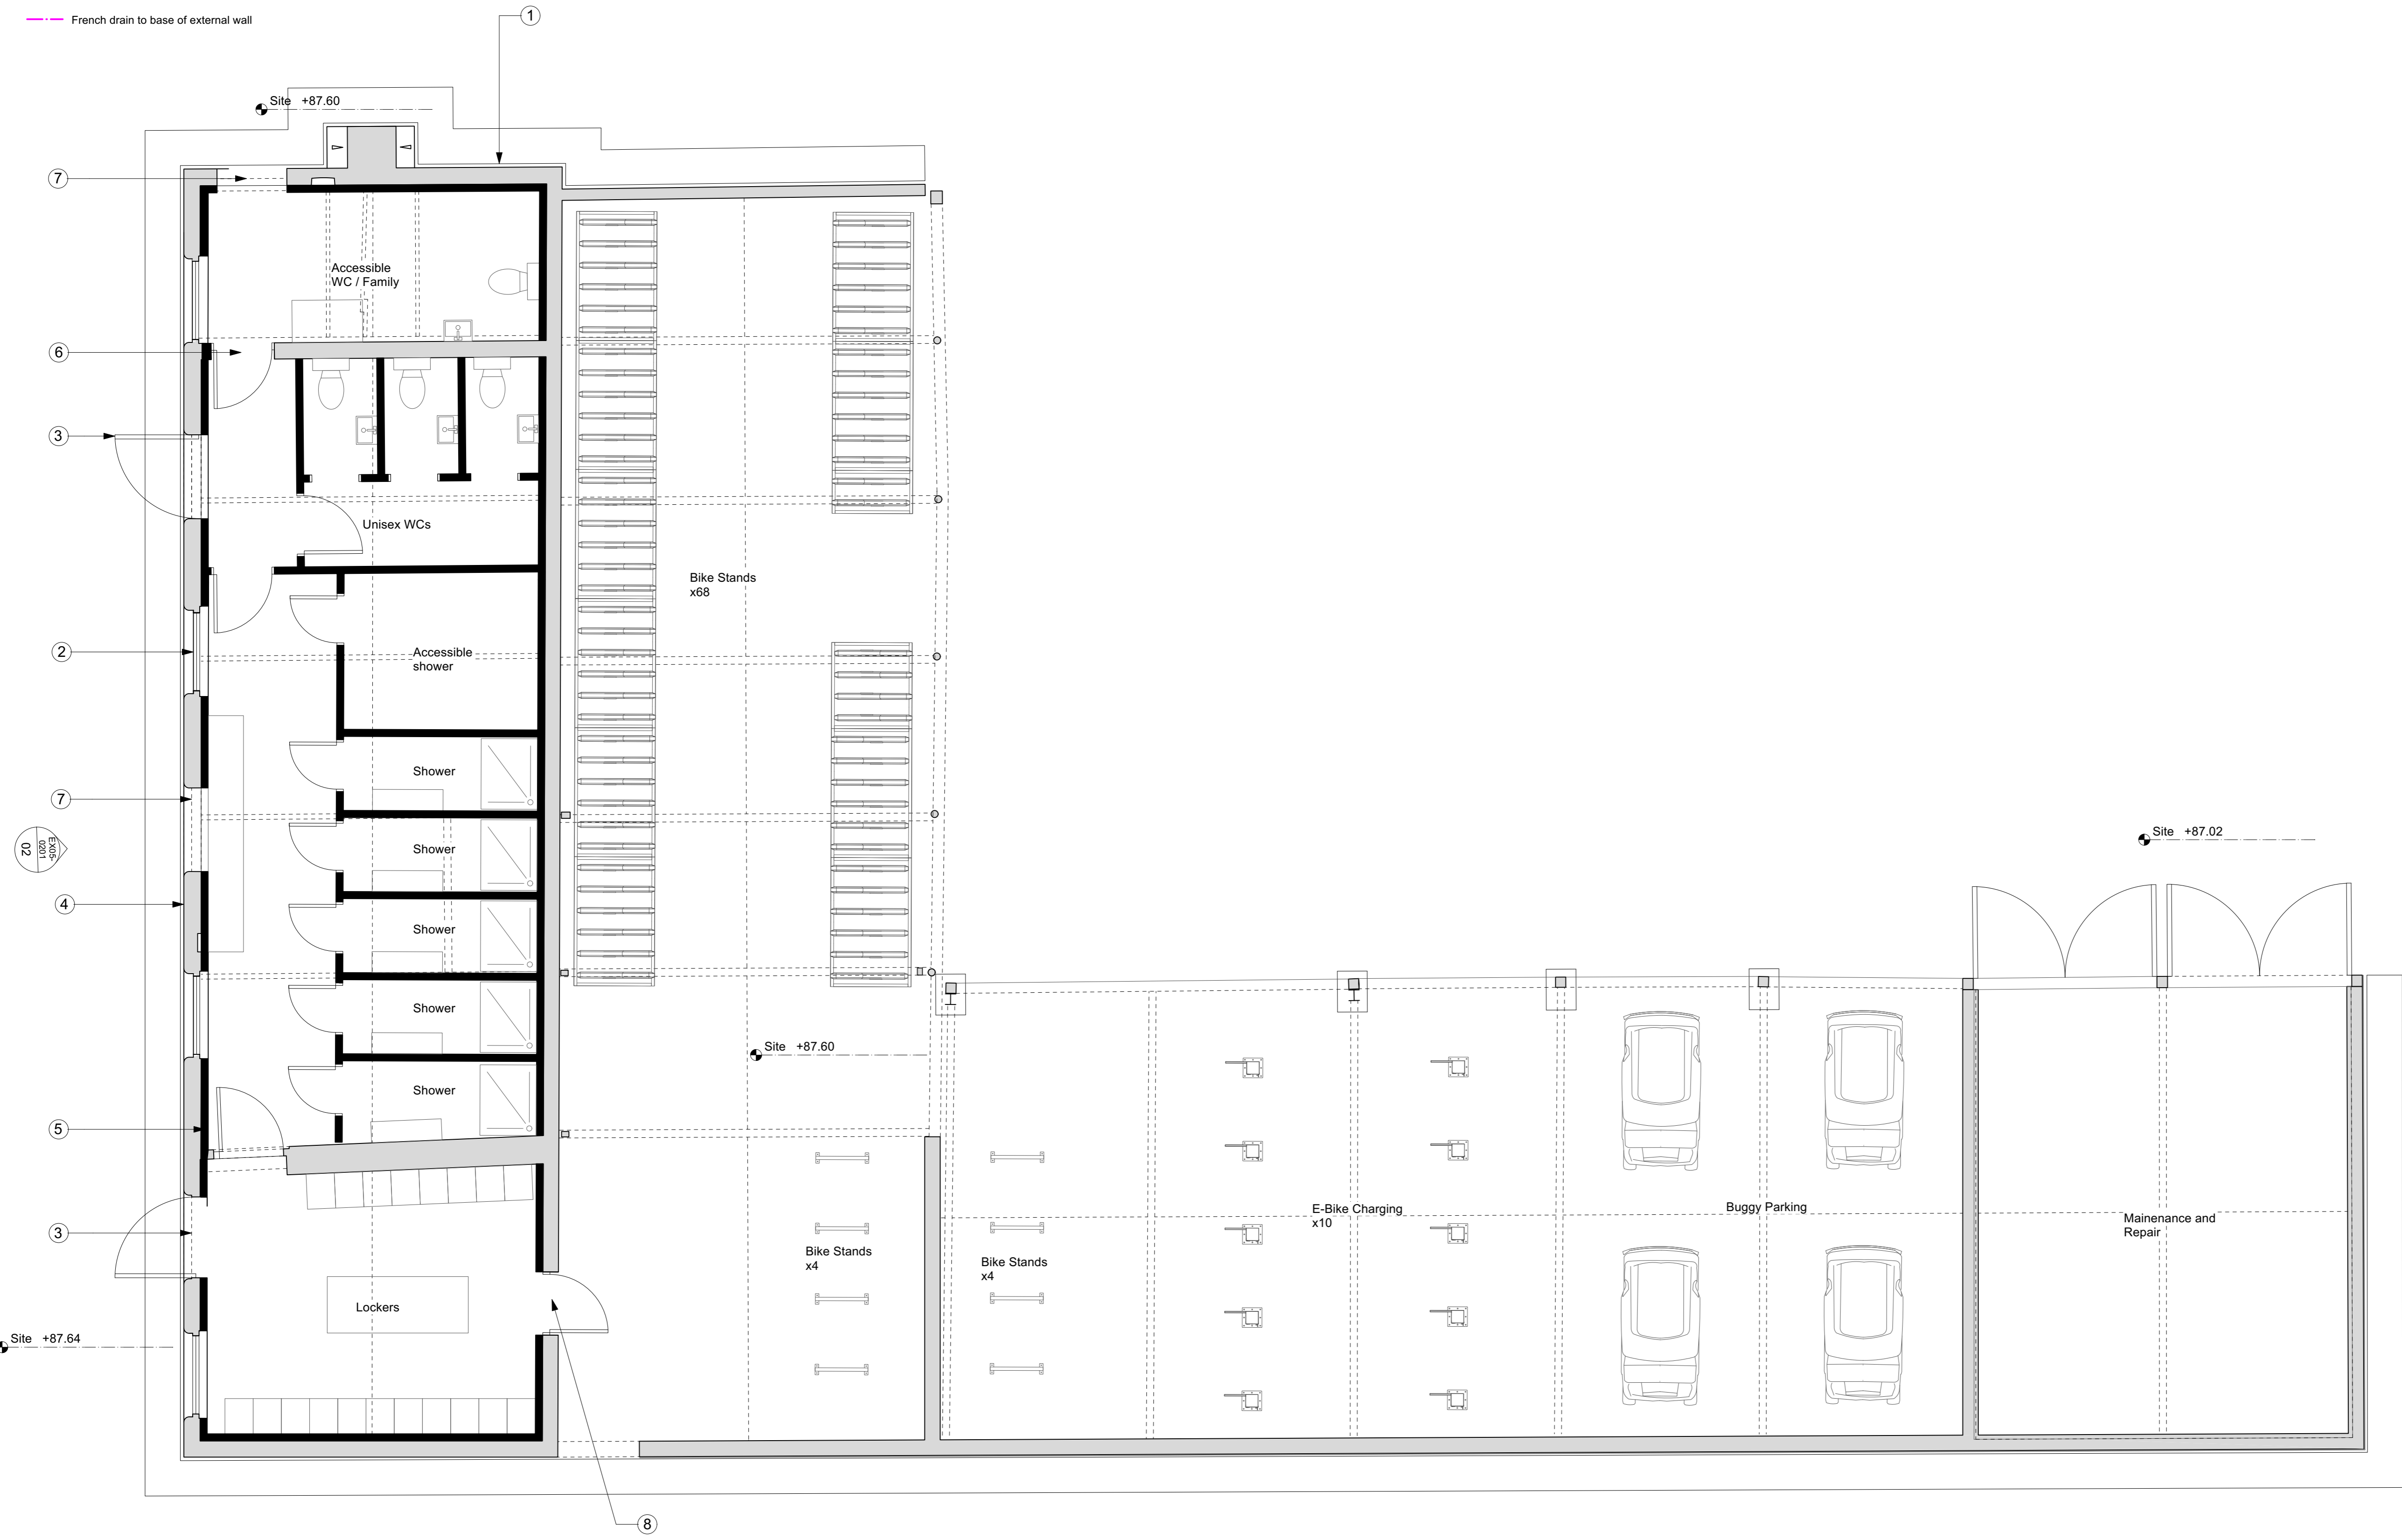 French drain to base of external wall
1
Site +87.60
7
Accessible
WC / Family
6
3
Unisex WCs
Bike Stands
x68
2
Accessible
shower
Shower
7
Site +87.02
EX05-
0201
02
Shower
4
Shower
Shower
Site +87.60
Shower
5
E-Bike Charging
x10
Buggy Parking
Mainenance and
Repair
3
Bike Stands
x4
Bike Stands
x4
Lockers
Site +87.64
8